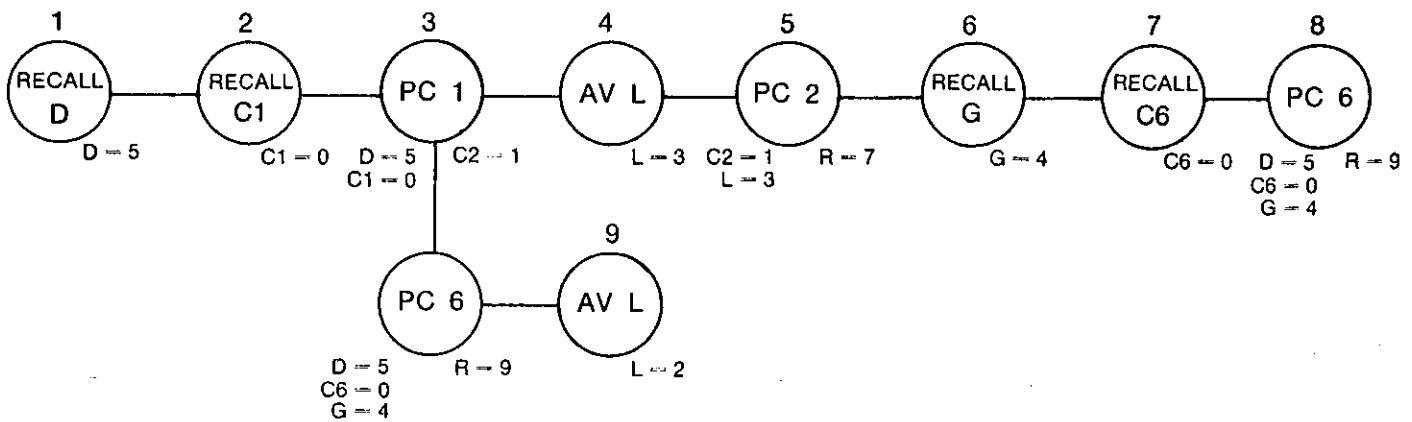 1 2 3 4 5 6 7 8
RECALL D
RECALL C1
PC 1
AV L
PC 2
RECALL G
RECALL C6
PC 6
D = 5
C1 = 0
D = 5 C2 = 1
C1 = 0
L = 3
C2 = 1 R = 7
L = 3
G = 4
C6 = 0
D = 5 R = 9
C6 = 0
G = 4
9
PC 6
AV L
D = 5 R = 9
C6 = 0
G = 4
L = 2